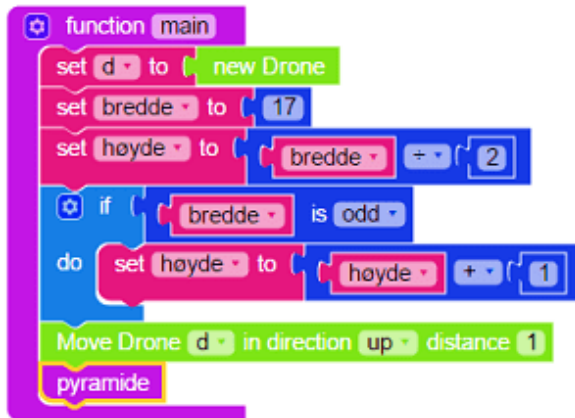 function main
set d to new Drone
set bredde to 17
set høyde to bredde ÷ 2
if bredde is odd
do set høyde to høyde + 1
Move Drone d in direction up distance 1
pyramide